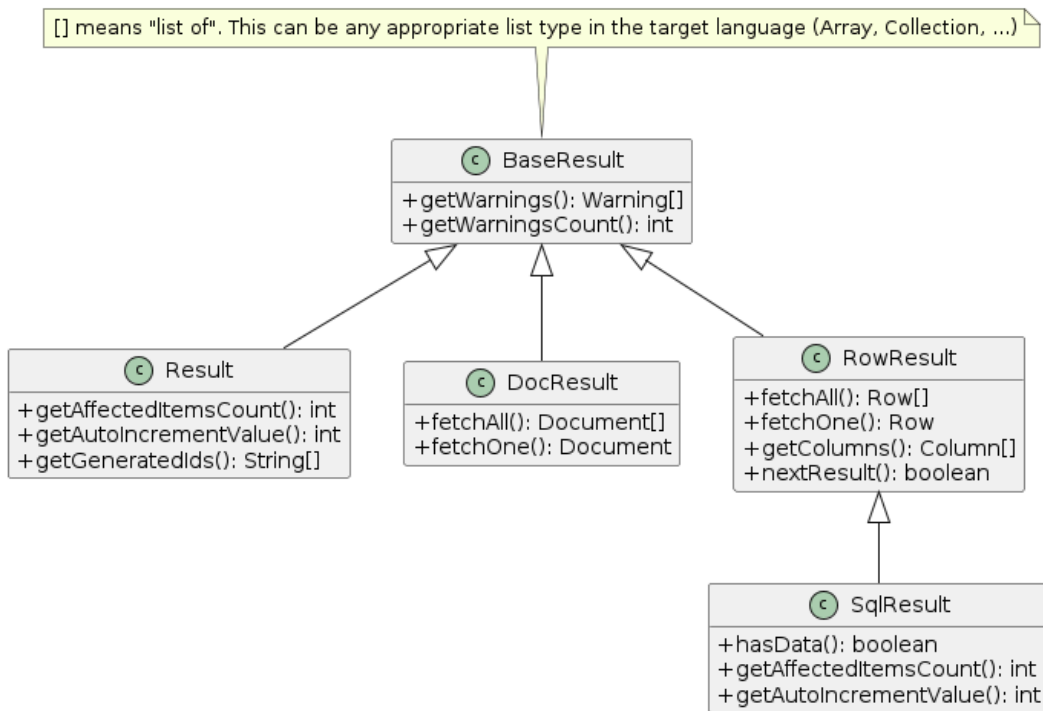 [] means "list of". This can be any appropriate list type in the target language (Array, Collection, ...)
C BaseResult
+getWarnings(): Warning[]
+getWarningsCount(): int
C Result
+getAffectedItemsCount(): int
+getAutoIncrementValue(): int
+getGeneratedIds(): String[]
C DocResult
+fetchAll(): Document[]
+fetchOne(): Document
C RowResult
+fetchAll(): Row[]
+fetchOne(): Row
+getColumns(): Column[]
+nextResult(): boolean
C SqlResult
+hasData(): boolean
+getAffectedItemsCount(): int
+getAutoIncrementValue(): int